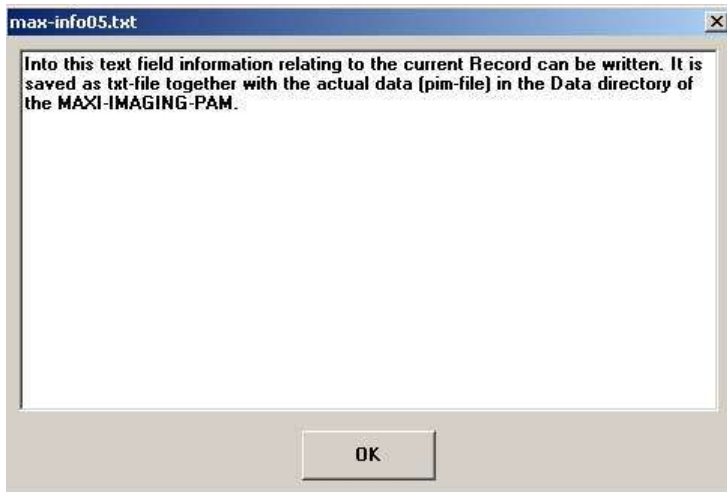 max-info05.txt
Into this text field information relating to the current Record can be written. It is
saved as txt-file together with the actual data (pim-file) in the Data directory of
the MAXI-IMAGING-PAM.
OK